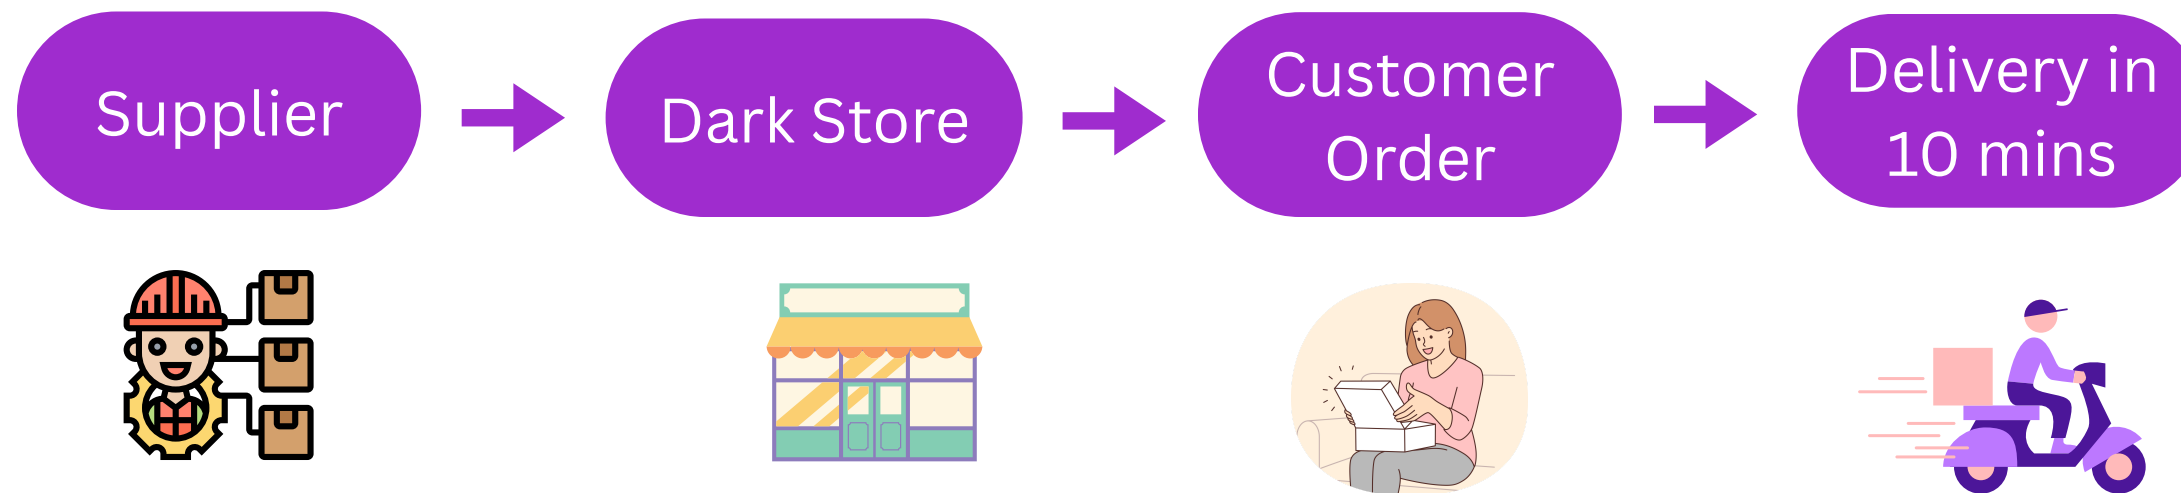 Supplier
Dark Store
Customer
Order
Delivery in
10 mins